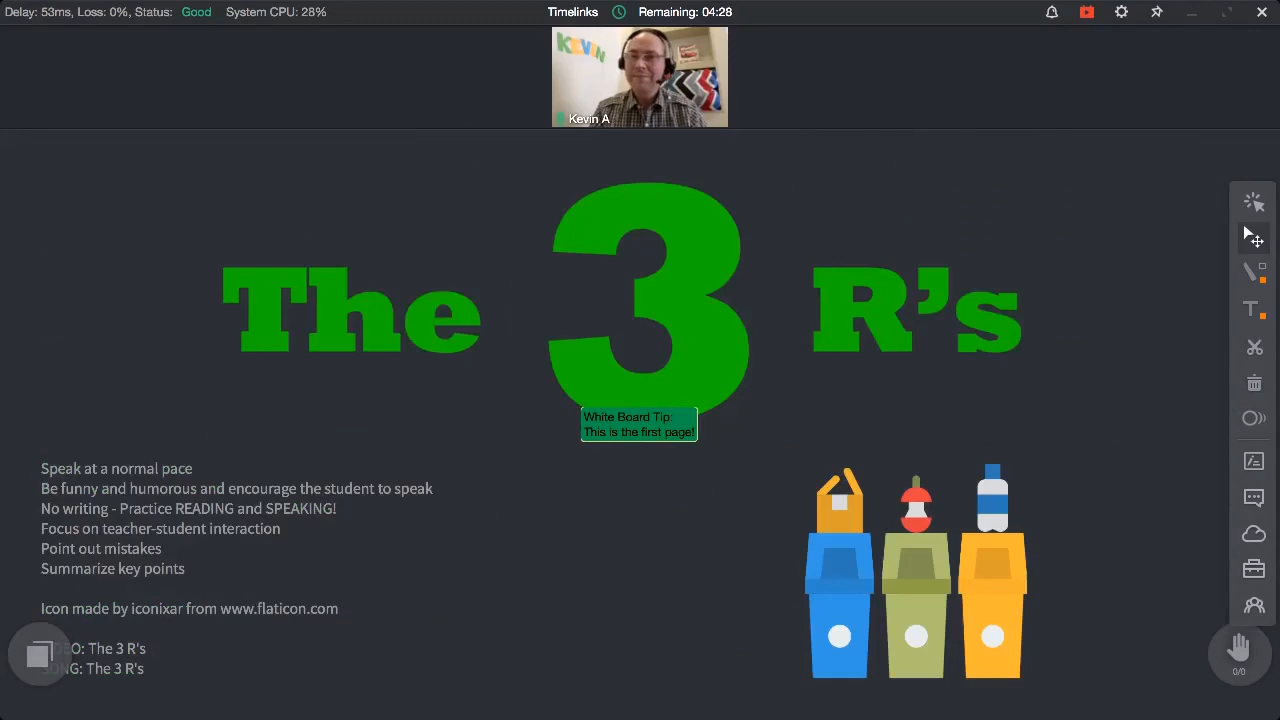 Delay: 53ms, Loss: 0%, Status: Good System CPU: 28%
Timelinks Remaining: 04:28
KEVIN
Kevin A
The 3 R's
White Board Tip:
This is the first page!
Speak at a normal pace
Be funny and humorous and encourage the student to speak
No writing - Practice READING and SPEAKING!
Focus on teacher-student interaction
Point out mistakes
Summarize key points
Icon made by iconixar from www.flaticon.com
The 3 R's
The 3 R's
0/0